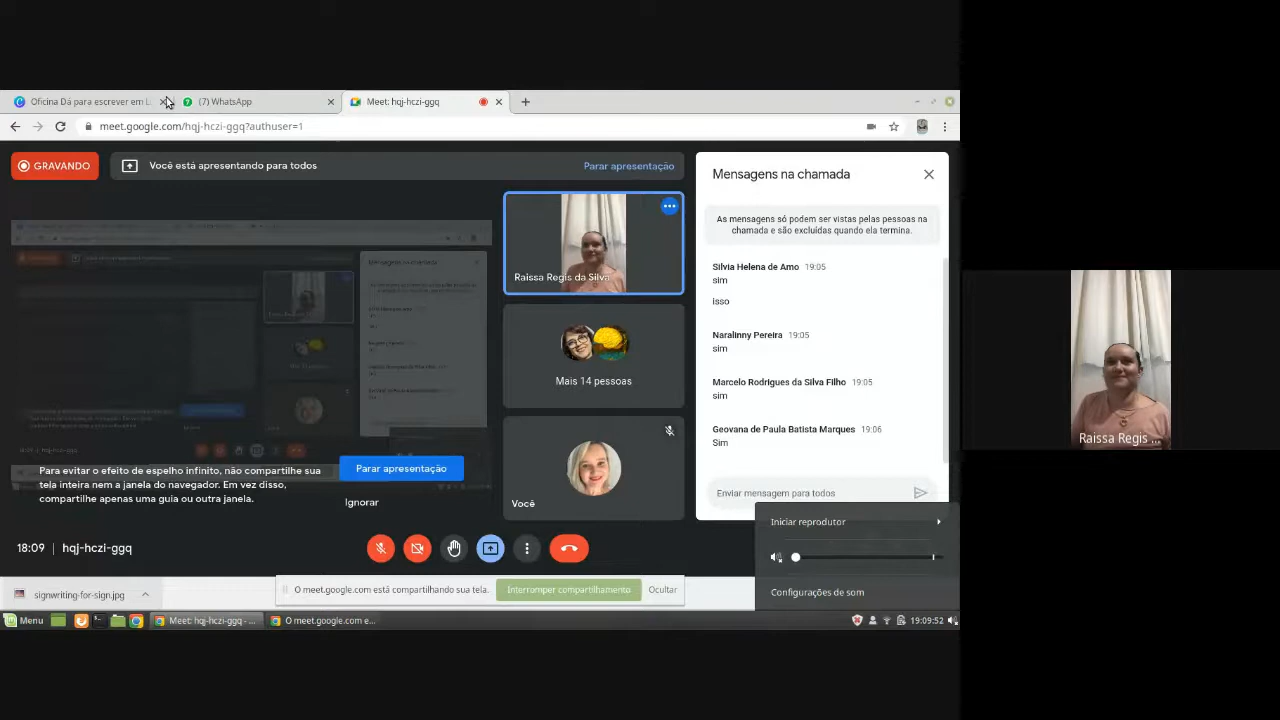 Oficina Dá para escrever em L
(7) WhatsApp
Meet: hqj-hczi-ggq
meet.google.com/hqj-hczi-ggq?authuser=1
GRAVANDO
Você está apresentando para todos
Parar apresentação
Mensagens na chamada
As mensagens só podem ser vistas pelas pessoas na
chamada e são excluídas quando ela termina.
Raissa Regis da Silva
Silvia Helena de Amo 19:05
sim
isso
Naralinny Pereira 19:05
sim
Mais 14 pessoas
Marcelo Rodrigues da Silva Filho 19:05
sim
Geovana de Paula Batista Marques 19:06
Sim
Raissa Regis ...
Para evitar o efeito de espelho infinito, não compartilhe sua
tela inteira nem a janela do navegador. Em vez disso,
compartilhe apenas uma guia ou outra janela.
Parar apresentação
Ignorar
Você
Enviar mensagem para todos
Iniciar reprodutor
18:09 | hqj-hczi-ggq
Configurações de som
signwriting-for-sign.jpg
O meet.google.com está compartilhando sua tela.
Interromper compartilhamento
Ocultar
Menu
Meet: hqj-hczi-ggq - ...
O meet.google.com e...
19:09:52